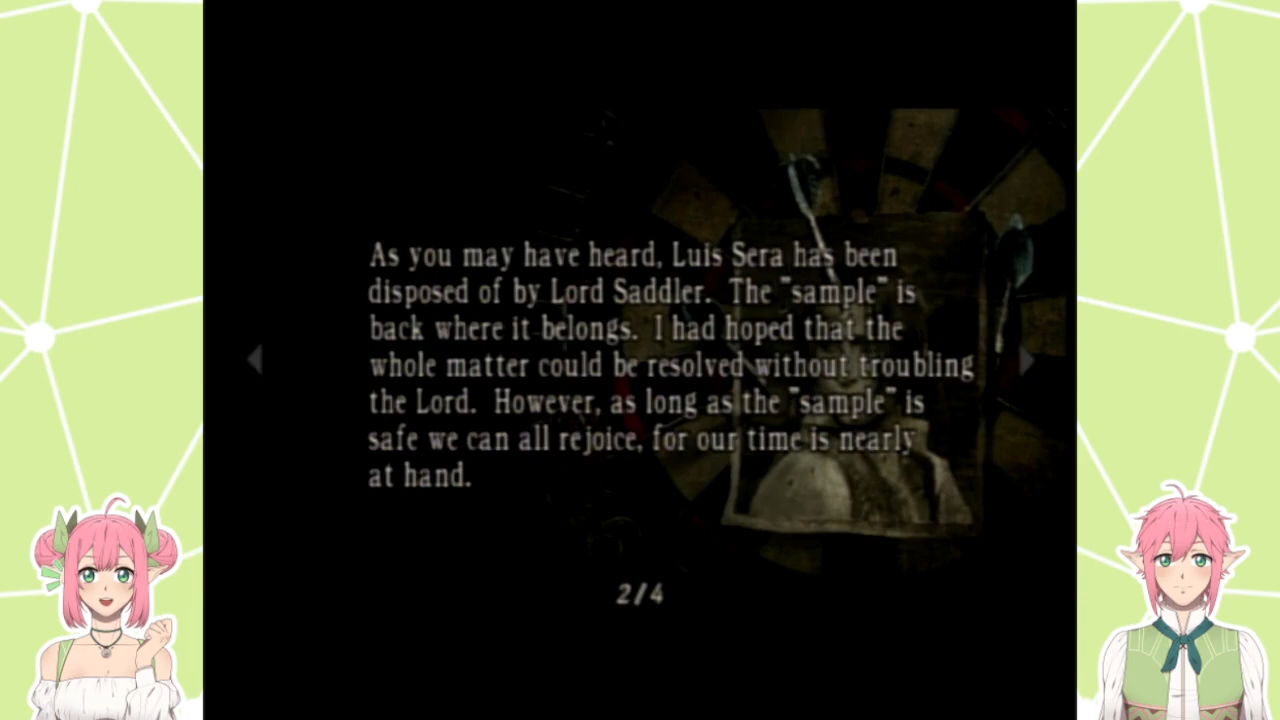 As you may have heard, Luis Sera has been
disposed of by Lord Saddler. The "sample" is
back where it belongs. I had hoped that the
whole matter could be resolved without troubling
the Lord. However, as long as the "sample" is
safe we can all rejoice, for our time is nearly
at hand.
2/4